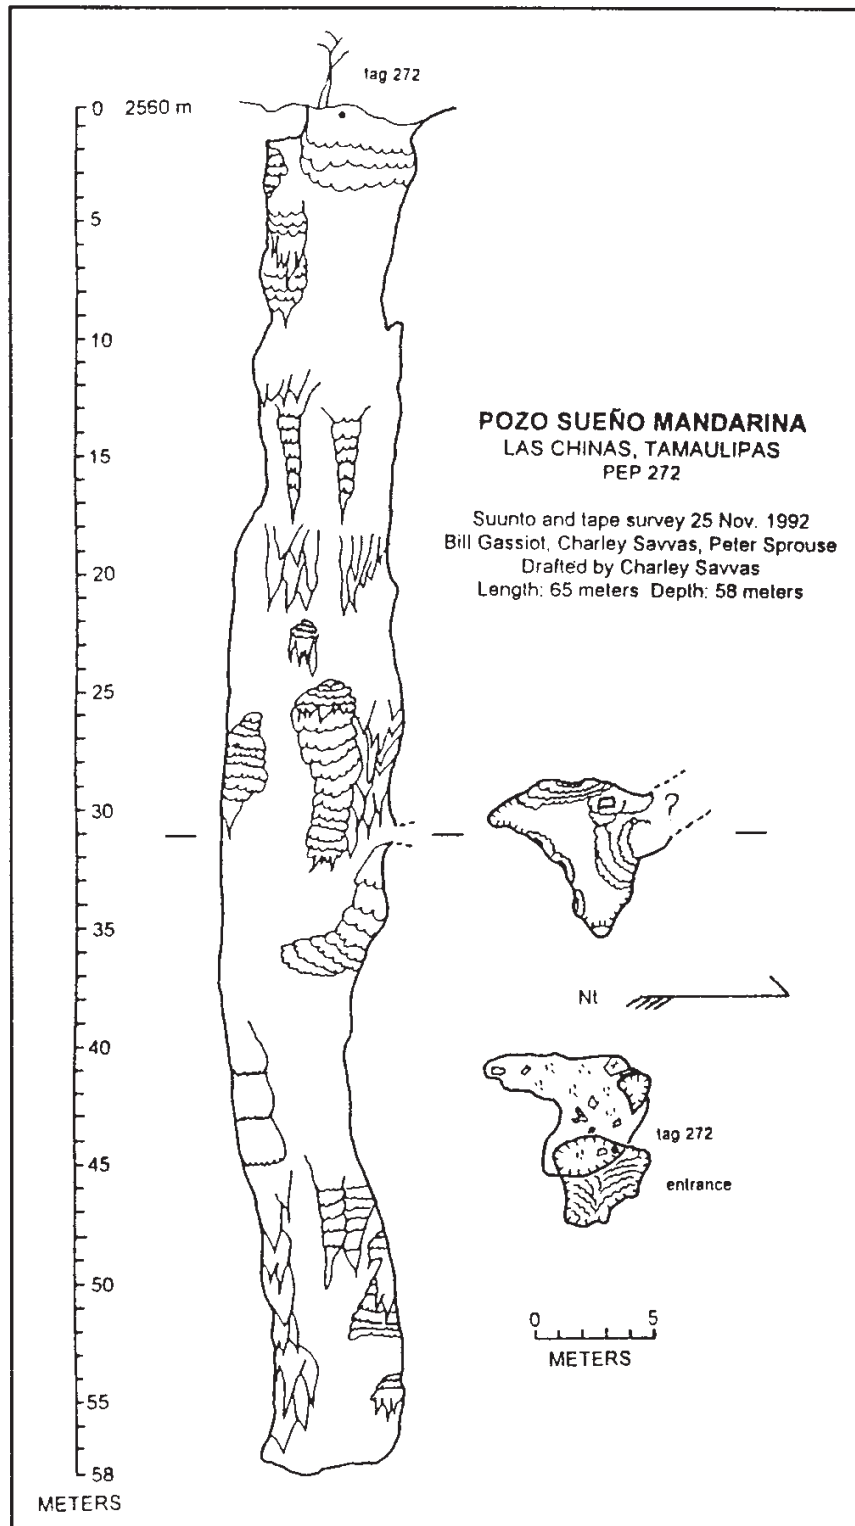 tag 272
0 2560 m
5
10
15
20
25
30
35
40
45
50
55
58
METERS
POZO SUEÑO MANDARINA
LAS CHINAS, TAMAULIPAS
PEP 272
Suunto and tape survey 25 Nov. 1992
Bill Gassiot, Charley Savvas, Peter Sprouse
Drafted by Charley Savvas
Length: 65 meters Depth: 58 meters
?
Nt
tag 272
entrance
0 5
METERS